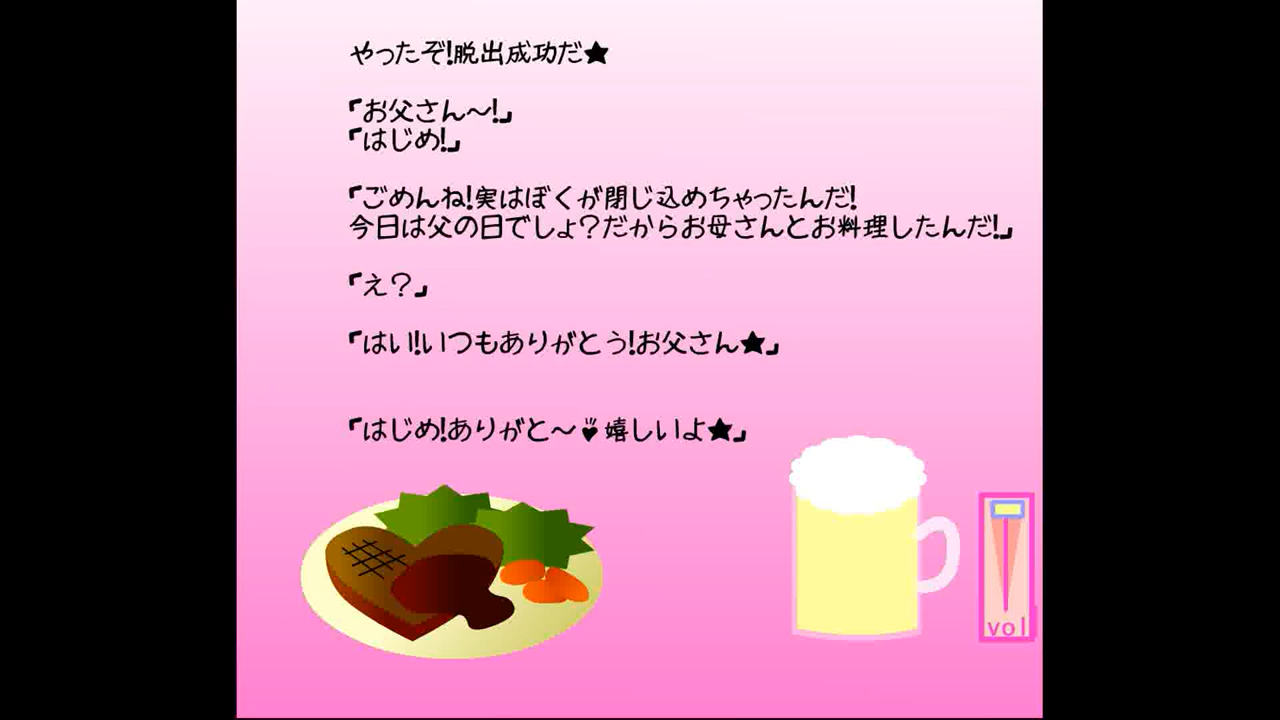 やったぞ!脱出成功だ★
「お父さん〜!」
「はじめ!」
「ごめんね!実はぼくが閉じ込めちゃったんだ!
今日は父の日でしょ?だからお母さんとお料理したんだ!」
「え?」
「はい!いつもありがとう!お父さん★」
「はじめ!ありがと〜♥嬉しいよ★」
vol